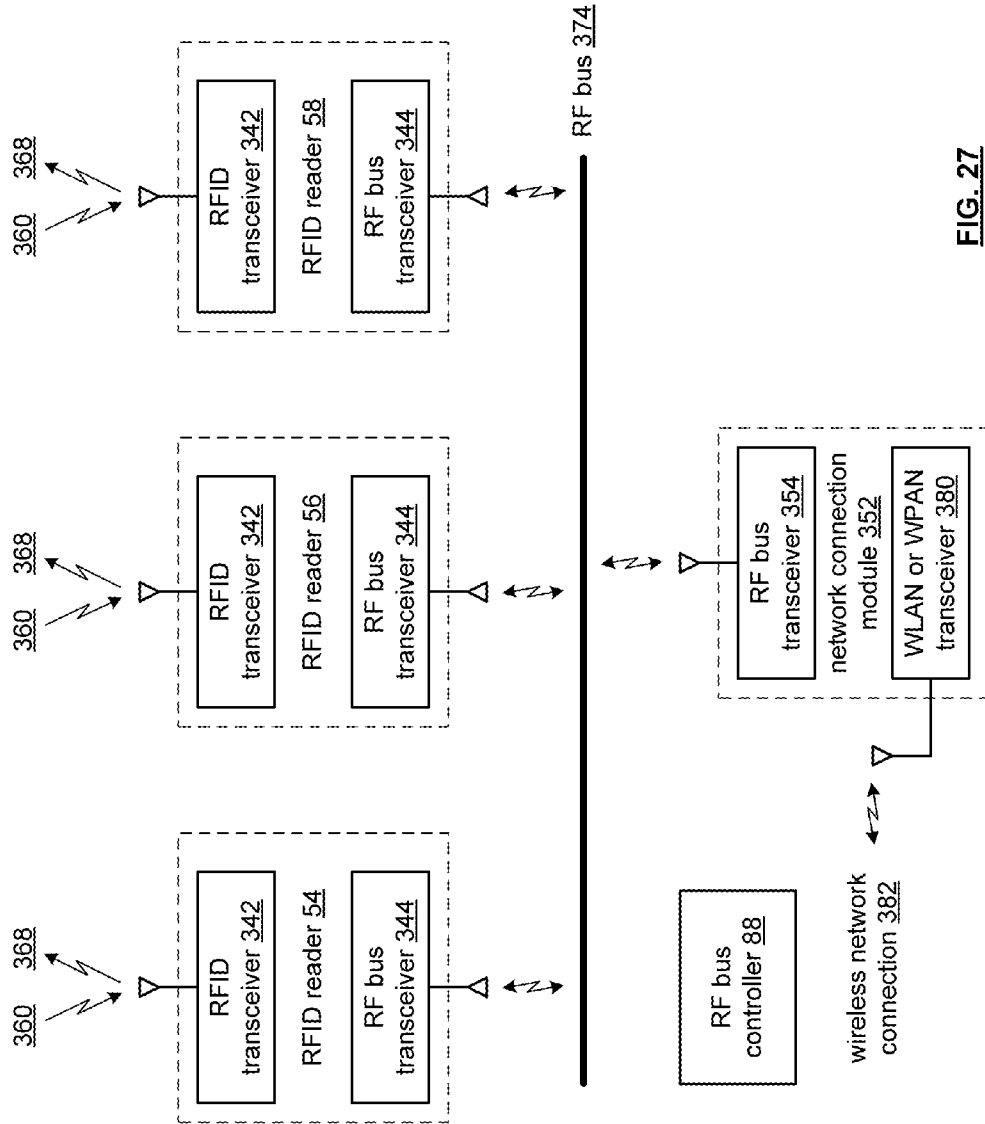 360
368
360
368
360
368
RFID
transceiver 342
RFID reader 54
RF bus
transceiver 344
RFID
transceiver 342
RFID reader 56
RF bus
transceiver 344
RFID
transceiver 342
RFID reader 58
RF bus
transceiver 344
RF bus 374
RF bus
controller 88
wireless network
connection 382
RF bus
transceiver 354
network connection
module 352
WLAN or WPAN
transceiver 380
FIG. 27